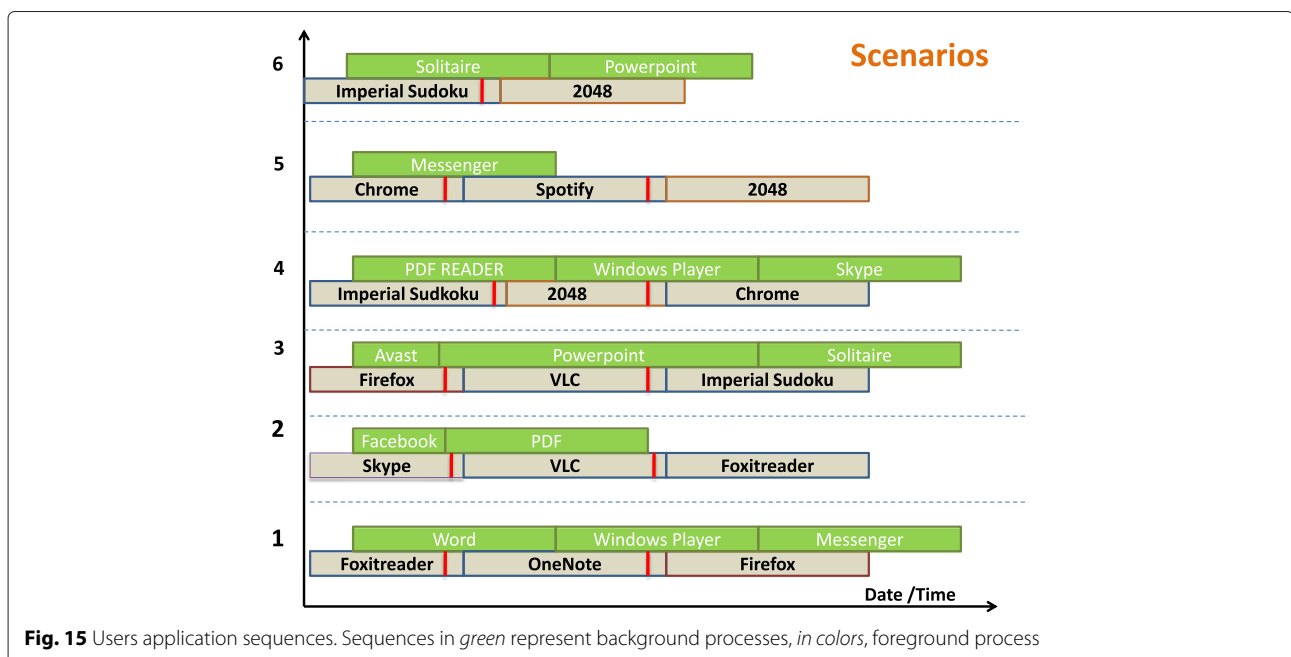 Scenarios
6
Solitaire Powerpoint
Imperial Sudoku 2048
5
Messenger
Chrome Spotify 2048
4
PDF READER Windows Player Skype
Imperial Sudkoku 2048 Chrome
3
Avast Powerpoint Solitaire
Firefox VLC Imperial Sudoku
2
Facebook PDF
Skype VLC Foxitreader
1
Word Windows Player Messenger
Foxitreader OneNote Firefox
Date /Time
Fig. 15 Users application sequences. Sequences in green represent background processes, in colors, foreground process